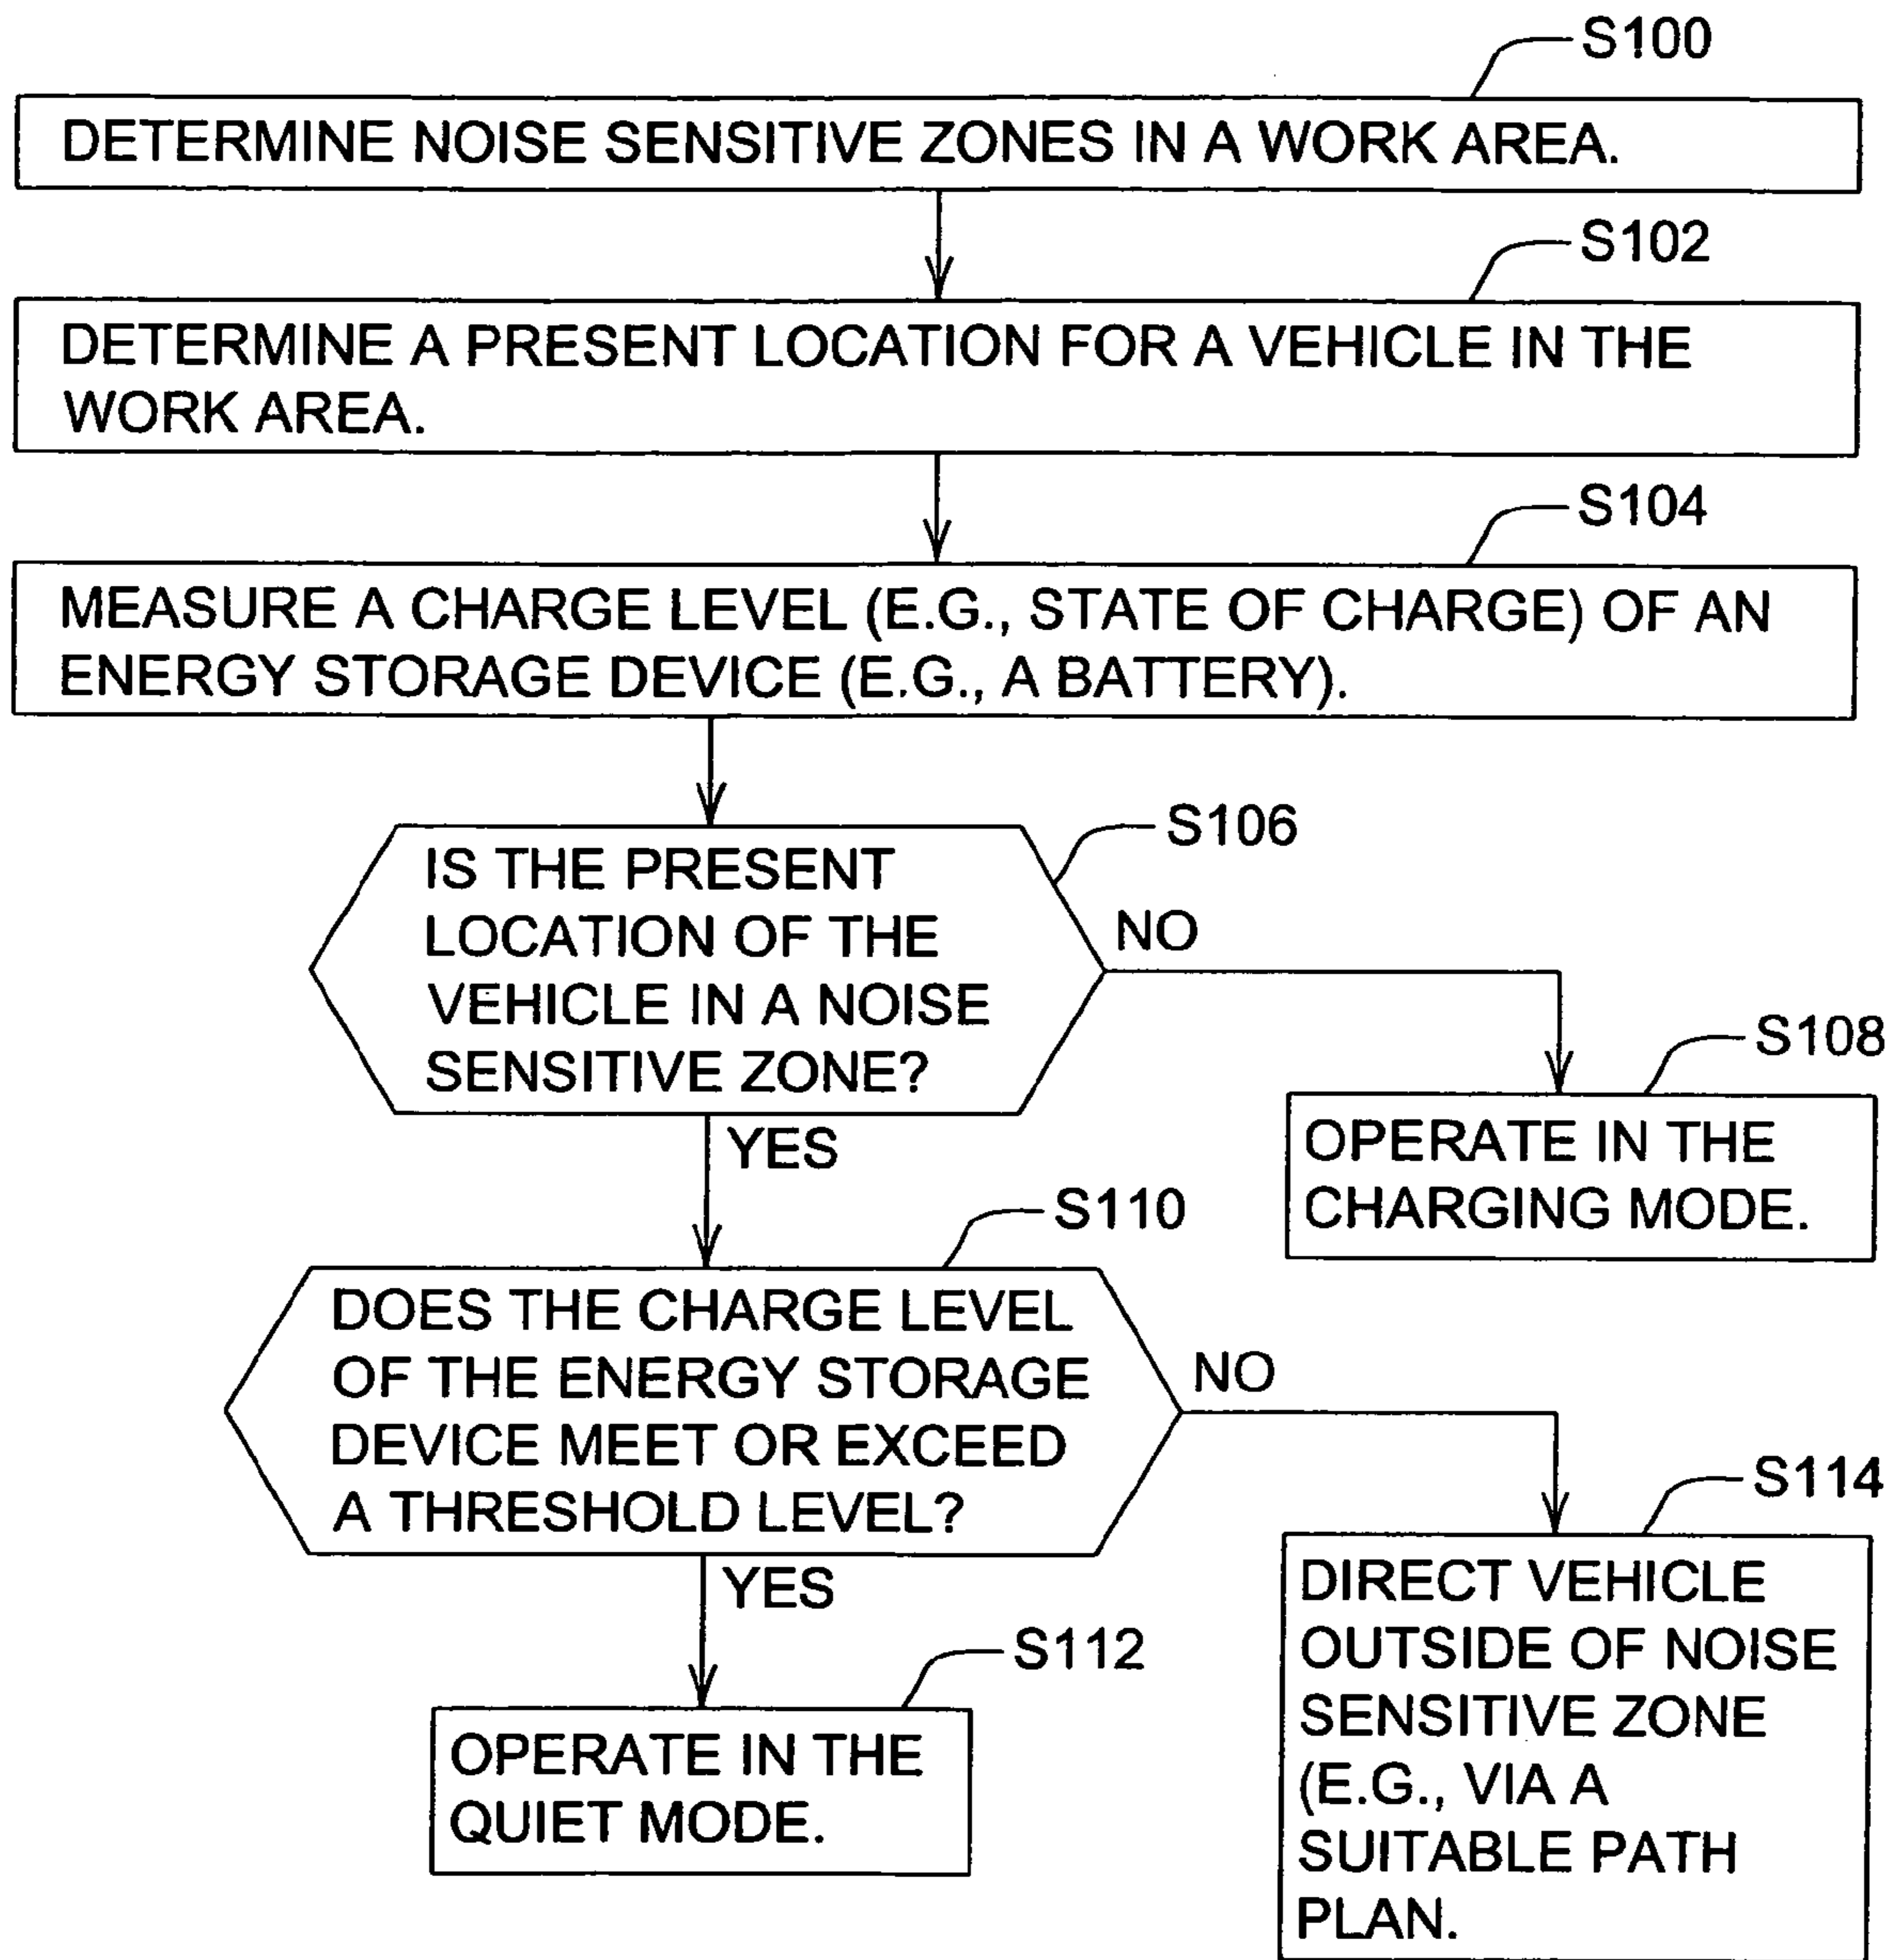 S100
DETERMINE NOISE SENSITIVE ZONES IN A WORK AREA.
S102
DETERMINE A PRESENT LOCATION FOR A VEHICLE IN THE
WORK AREA.
S104
MEASURE A CHARGE LEVEL (E.G., STATE OF CHARGE) OF AN
ENERGY STORAGE DEVICE (E.G., A BATTERY).
S106
IS THE PRESENT
LOCATION OF THE
VEHICLE IN A NOISE
SENSITIVE ZONE?
NO
S108
OPERATE IN THE
CHARGING MODE.
YES
S110
DOES THE CHARGE LEVEL
OF THE ENERGY STORAGE
DEVICE MEET OR EXCEED
A THRESHOLD LEVEL?
NO
S114
DIRECT VEHICLE
OUTSIDE OF NOISE
SENSITIVE ZONE
(E.G., VIA A
SUITABLE PATH
PLAN.
YES
S112
OPERATE IN THE
QUIET MODE.